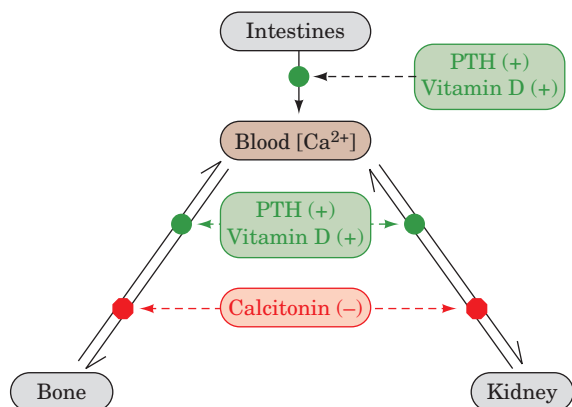 Intestines
PTH (+)
Vitamin D (+)
Blood [Ca²⁺]
PTH (+)
Vitamin D (+)
Calcitonin (–)
Bone
Kidney